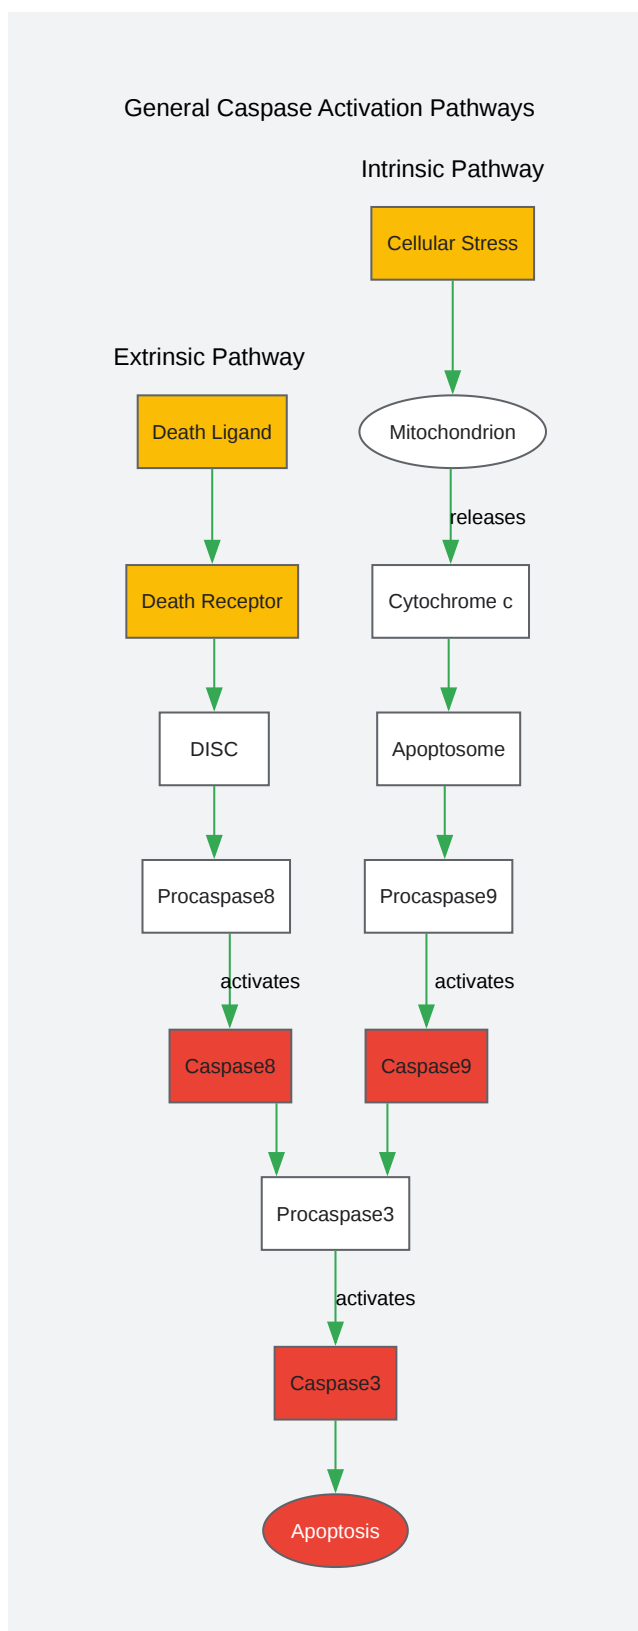 General Caspase Activation Pathways
Intrinsic Pathway
Cellular Stress
Extrinsic Pathway
Death Ligand
Mitochondrion
releases
Death Receptor
Cytochrome c
DISC
Apoptosome
Procaspase8
Procaspase9
activates
activates
Caspase8
Caspase9
Procaspase3
activates
Caspase3
Apoptosis